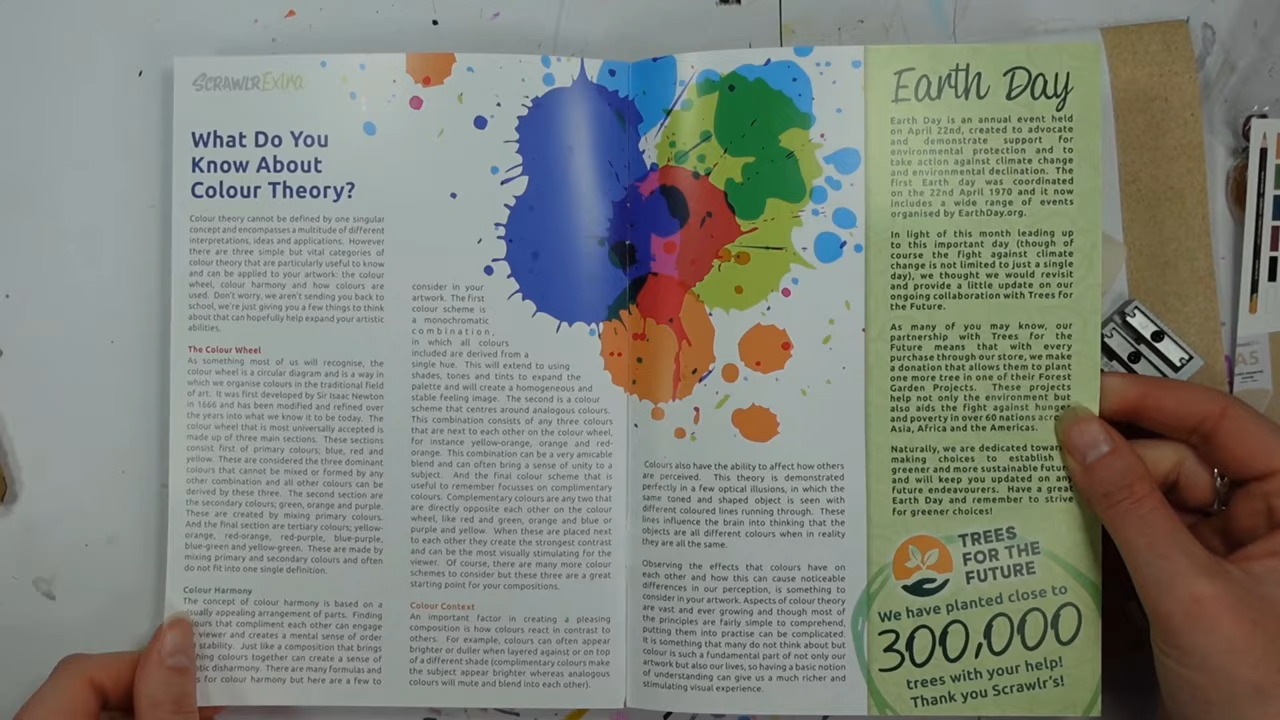 SCRAWLR Extra
What Do You
Know About
Colour Theory?
Colour theory cannot be defined by one singular
concept and encompasses a multitude of different
interpretations, ideas and applications. However
there are three simple but vital categories of
colour theory that are particularly useful to know
and can be applied to your artwork: the colour
wheel, colour harmony and how colours are
used. Don't worry, we aren't sending you back to
school, we're just giving you a few things to think
about that can hopefully help expand your artistic
abilities.
The Colour Wheel
As something most of us will recognise, the
colour wheel is a circular diagram and is a way in
which we organise colours in the traditional field
of art. It was first developed by Sir Isaac Newton
in 1666 and has been modified and refined over
the years into what we know it to be today. The
colour wheel that is most universally accepted is
made up of three main sections. These sections
consist first of primary colours; blue, red and
yellow. These are considered the three dominant
colours that cannot be mixed or formed by any
other combination and all other colours can be
derived by these three. The second section are
the secondary colours; green, orange and purple.
These are created by mixing primary colours.
And the final section are tertiary colours; yellow-
orange, red-orange, red-purple, blue-purple,
blue-green and yellow-green. These are made by
mixing primary and secondary colours and often
do not fit into one single definition.
Colour Harmony
The concept of colour harmony is based on a
visually appealing arrangement of parts. Finding
colours that compliment each other can engage
viewer and creates a mental sense of order
stability. Just like a composition that brings
colours together can create a sense of
disharmony. There are many formulas and
for colour harmony but here are a few to
consider in your
artwork. The first
colour scheme is
a monochromatic
combination,
in which all colours
included are derived from a
single hue. This will extend to using
shades, tones and tints to expand the
palette and will create a homogeneous and
stable feeling image. The second is a colour
scheme that centres around analogous colours.
This combination consists of any three colours
that are next to each other on the colour wheel,
for instance yellow-orange, orange and red-
orange. This combination can be a very amicable
blend and can often bring a sense of unity to a
subject. And the final colour scheme that is
useful to remember focusses on complimentary
colours. Complementary colours are any two that
are directly opposite each other on the colour
wheel, like red and green, orange and blue or
purple and yellow. When these are placed next
to each other they create the strongest contrast
and can be the most visually stimulating for the
viewer. Of course, there are many more colour
schemes to consider but these three are a great
starting point for your compositions.
Colour Context
An important factor in creating a pleasing
composition is how colours react in contrast to
others. For example, colours can often appear
brighter or duller when layered against or on top
of a different shade (complimentary colours make
the subject appear brighter whereas analogous
colours will mute and blend into each other).
Colours also have the ability to affect how others
are perceived. This theory is demonstrated
perfectly in a few optical illusions, in which the
same toned and shaped object is seen with
different coloured lines running through. These
lines influence the brain into thinking that the
objects are all different colours when in reality
they are all the same.
Observing the effects that colours have on
each other and how this can cause noticeable
differences in our perception, is something to
consider in your artwork. Aspects of colour theory
are vast and ever growing and though most of
the principles are fairly simple to comprehend,
putting them into practise can be complicated.
It is something that many do not think about but
colour is such a fundamental part of not only our
artwork but also our lives, so having a basic notion
of understanding can give us a much richer and
stimulating visual experience.
Earth Day
Earth Day is an annual event held
on April 22nd, created to advocate
and demonstrate support for
environmental protection and to
take action against climate change
and environmental declination. The
first Earth day was coordinated
on the 22nd April 1970 and it now
includes a wide range of events
organised by EarthDay.org.
In light of this month leading up
to this important day (though of
course the fight against climate
change is not limited to just a single
day), we thought we would revisit
and provide a little update on our
ongoing collaboration with Trees for
the Future.
As many of you may know, our
partnership with Trees for the
Future means that with every
purchase through our store, we make
a donation that allows them to plant
one more tree in one of their Forest
Garden Projects. These projects
help not only the environment but
also aids the fight against hunger
and poverty in over 60 nations across
Asia, Africa and the Americas.
Naturally, we are dedicated towards
making choices to establish
greener and more sustainable future
and will keep you updated on any
future endeavourers. Have a great
Earth Day and remember to strive
for greener choices!
TREES
FOR THE
FUTURE
We have planted close to
300,000
trees with your help!
Thank you Scrawlr's!
A5